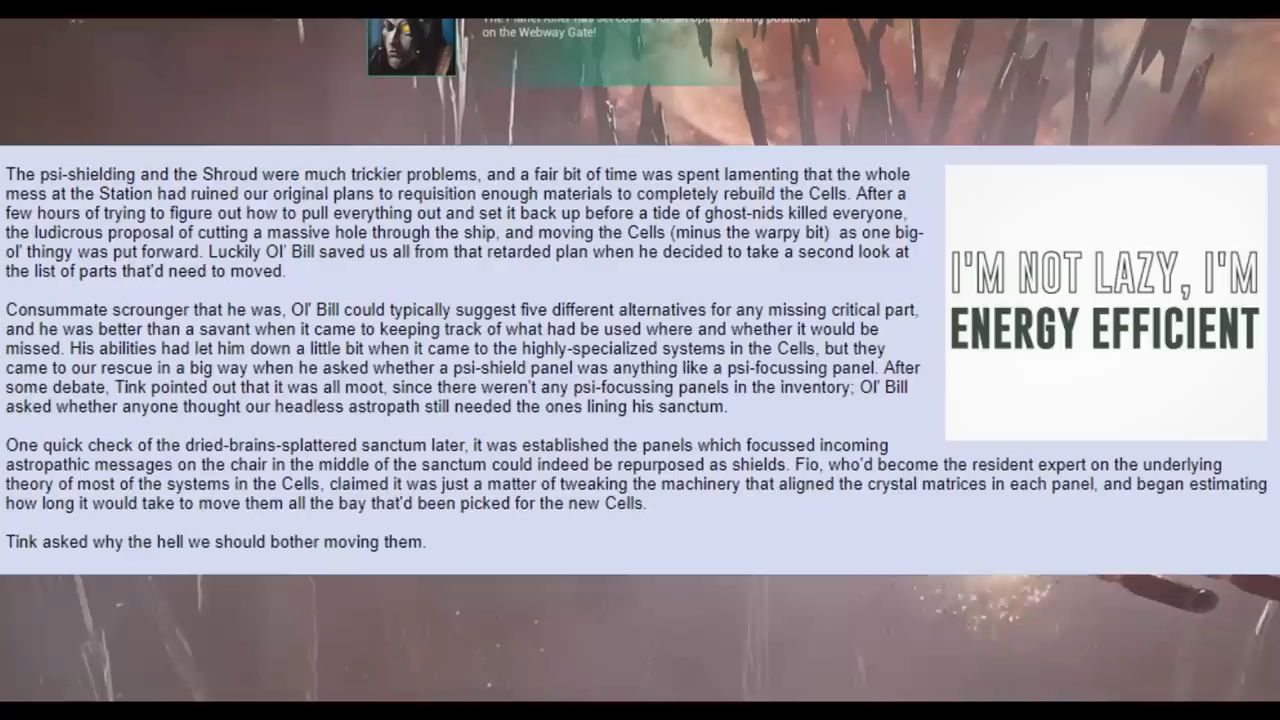 The Planet Killer has set course for an optimal firing position
on the Webway Gate!
The psi-shielding and the Shroud were much trickier problems, and a fair bit of time was spent lamenting that the whole
mess at the Station had ruined our original plans to requisition enough materials to completely rebuild the Cells. After a
few hours of trying to figure out how to pull everything out and set it back up before a tide of ghost-nids killed everyone,
the ludicrous proposal of cutting a massive hole through the ship, and moving the Cells (minus the warpy bit)  as one big-
ol' thingy was put forward. Luckily Ol' Bill saved us all from that retarded plan when he decided to take a second look at
the list of parts that'd need to moved.
Consummate scrounger that he was, Ol' Bill could typically suggest five different alternatives for any missing critical part,
and he was better than a savant when it came to keeping track of what had be used where and whether it would be
missed. His abilities had let him down a little bit when it came to the highly-specialized systems in the Cells, but they
came to our rescue in a big way when he asked whether a psi-shield panel was anything like a psi-focussing panel. After
some debate, Tink pointed out that it was all moot, since there weren't any psi-focussing panels in the inventory; Ol' Bill
asked whether anyone thought our headless astropath still needed the ones lining his sanctum.
One quick check of the dried-brains-splattered sanctum later, it was established the panels which focussed incoming
astropathic messages on the chair in the middle of the sanctum could indeed be repurposed as shields. Fio, who'd become the resident expert on the underlying
theory of most of the systems in the Cells, claimed it was just a matter of tweaking the machinery that aligned the crystal matrices in each panel, and began estimating
how long it would take to move them all the bay that'd been picked for the new Cells.
Tink asked why the hell we should bother moving them.
I'M NOT LAZY, I'M
ENERGY EFFICIENT